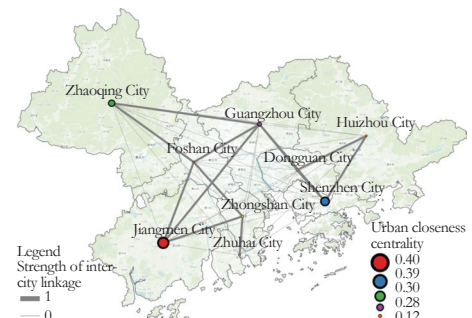 Zhaoqing City
Guangzhou City
Huizhou City
Foshan City
Dongguan City
Shenzhen City
Zhongshan City
Jiangmen City
Zhuhai City
Legend
Strength of inter-
city linkage
1
0
Urban closeness
centrality
0.40
0.39
0.30
0.28
0.12